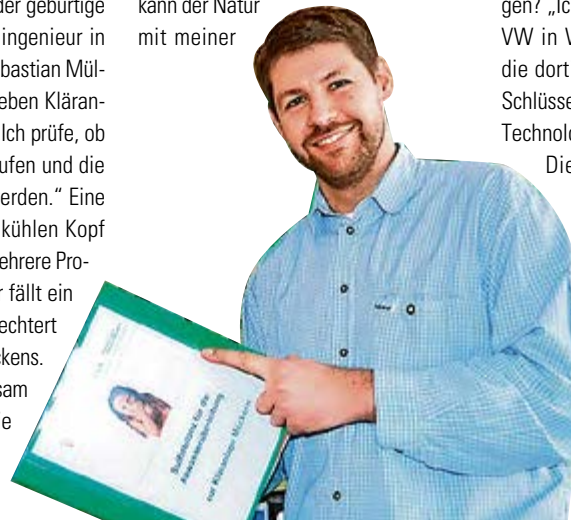 der gebürtige
ingenieur in
bastian Mül-
eben Kläran-
Ich prüfe, ob
ufen und die
erden.“ Eine
kühlen Kopf
ehrere Pro-
r fällt ein
echtert
ckens.
sam
ie
kann der Natur
mit meiner
gen? „Ic
VW in V
die dort
Schlüsse
Technolo
Die